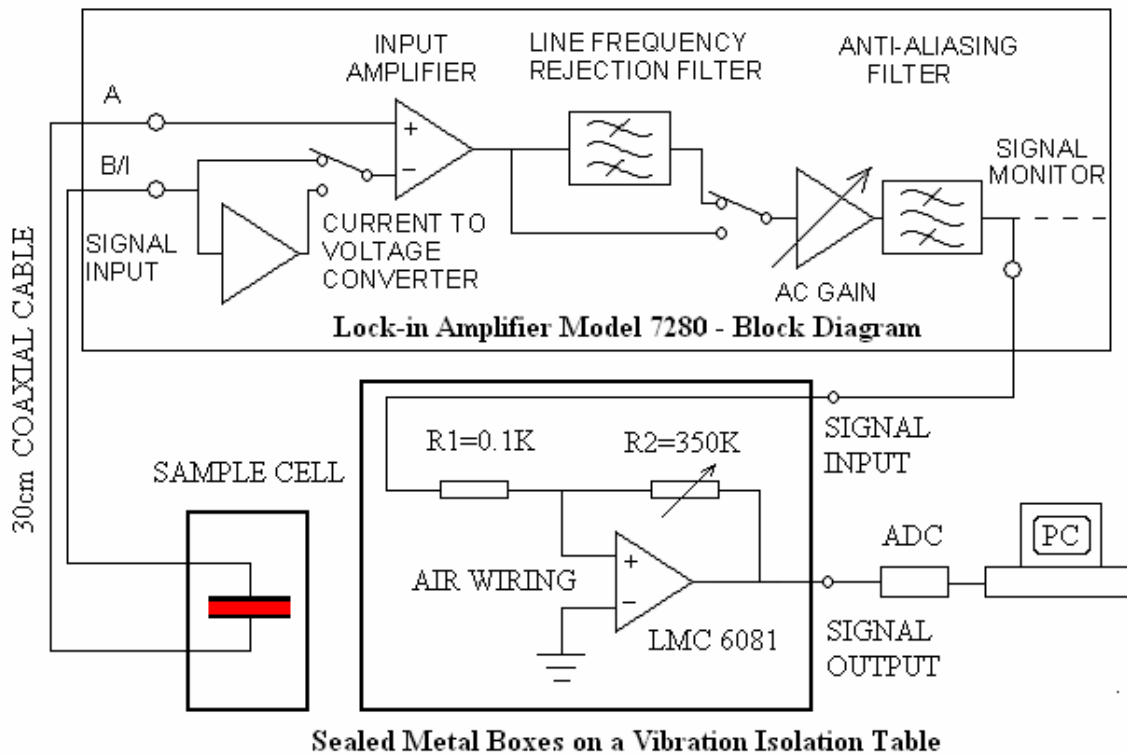 INPUT
AMPLIFIER
LINE FREQUENCY
REJECTION FILTER
ANTI-ALIASING
FILTER
A
+
−
B/I
SIGNAL
MONITOR
SIGNAL
INPUT
CURRENT TO
VOLTAGE
CONVERTER
AC GAIN
Lock-in Amplifier Model 7280 - Block Diagram
30cm COAXIAL CABLE
SAMPLE CELL
R1=0.1K
R2=350K
SIGNAL
INPUT
AIR WIRING
+
−
LMC 6081
ADC
PC
SIGNAL
OUTPUT
Sealed Metal Boxes on a Vibration Isolation Table